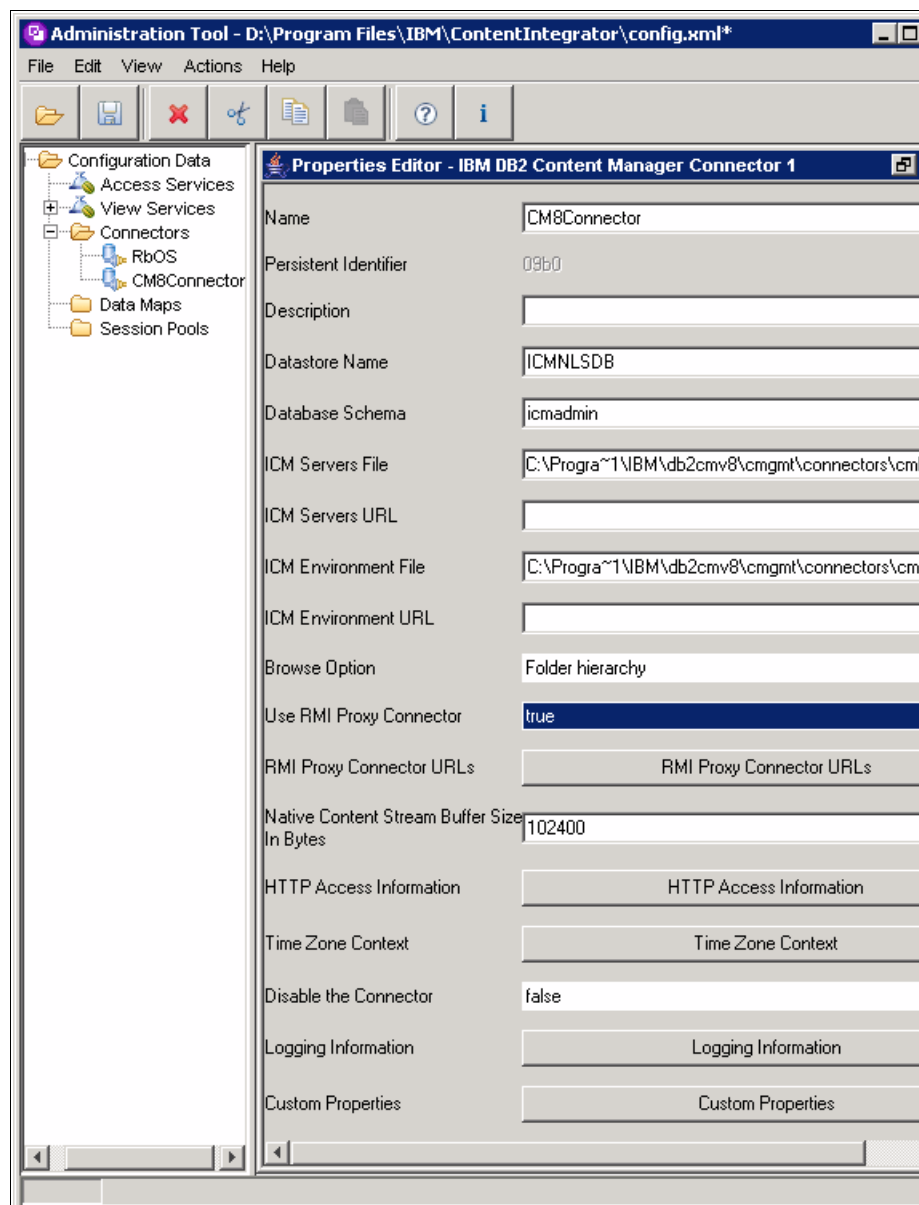 Administration Tool - D:\Program Files\IBM\ContentIntegrator\config.xml*
File Edit View Actions Help
Configuration Data
Access Services
View Services
Connectors
RbOS
CM8Connector
Data Maps
Session Pools
Properties Editor - IBM DB2 Content Manager Connector 1
Name CM8Connector
Persistent Identifier 09b0
Description
Datastore Name ICMNLSDB
Database Schema icmadmin
ICM Servers File C:\Progra~1\IBM\db2cmv8\cmgmt\connectors\cml
ICM Servers URL
ICM Environment File C:\Progra~1\IBM\db2cmv8\cmgmt\connectors\cm
ICM Environment URL
Browse Option Folder hierarchy
Use RMI Proxy Connector true
RMI Proxy Connector URLs RMI Proxy Connector URLs
Native Content Stream Buffer Size
In Bytes 102400
HTTP Access Information HTTP Access Information
Time Zone Context Time Zone Context
Disable the Connector false
Logging Information Logging Information
Custom Properties Custom Properties